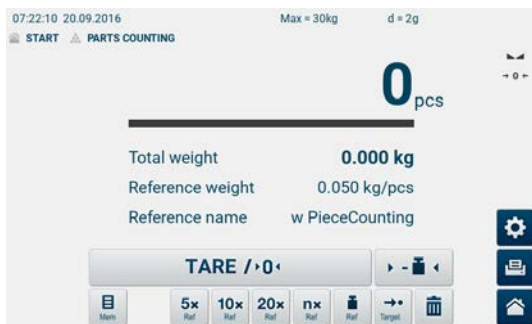 07:22:10 20.09.2016 Max = 30kg d = 2g
START PARTS COUNTING
0 pcs
→ 0 ←
Total weight 0.000 kg
Reference weight 0.050 kg/pcs
Reference name w PieceCounting
TARE / 0
Mem
5x Ref
10x Ref
20x Ref
nx Ref
Ref
Target